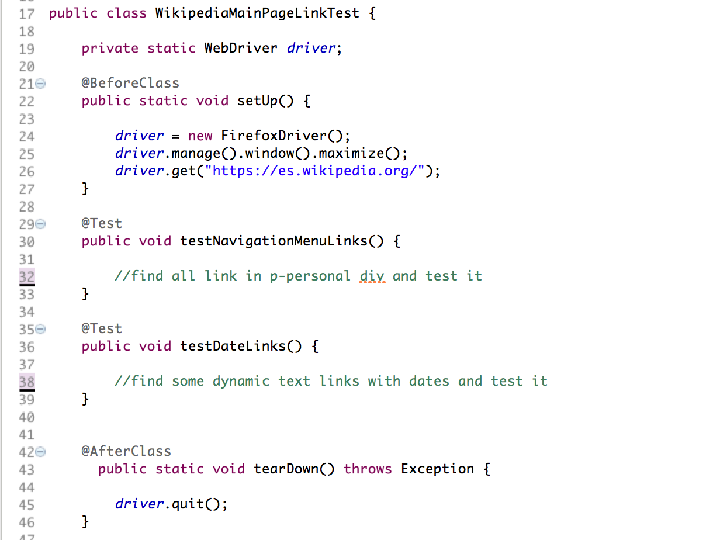 17 public class WikipediaMainPageLinkTest {
18
19 private static WebDriver driver;
20
21 @BeforeClass
22 public static void setUp() {
23
24 driver = new FirefoxDriver();
25 driver.manage().window().maximize();
26 driver.get("https://es.wikipedia.org/");
27 }
28
29 @Test
30 public void testNavigationMenuLinks() {
31
32 //find all link in p-personal diy and test it
33 }
34
35 @Test
36 public void testDateLinks() {
37
38 //find some dynamic text links with dates and test it
39 }
40
41
42 @AfterClass
43 public static void tearDown() throws Exception {
44
45 driver.quit();
46 }
47